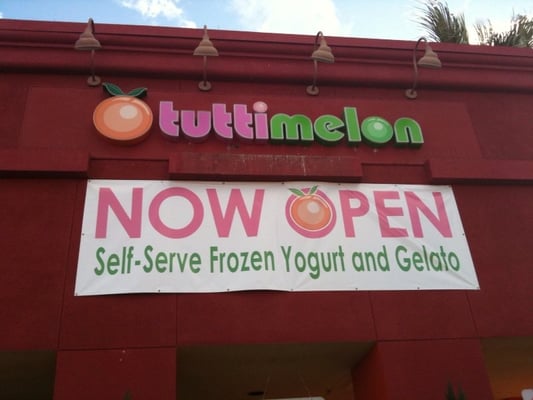 tuttimelon
NOW OPEN
Self-Serve Frozen Yogurt and Gelato